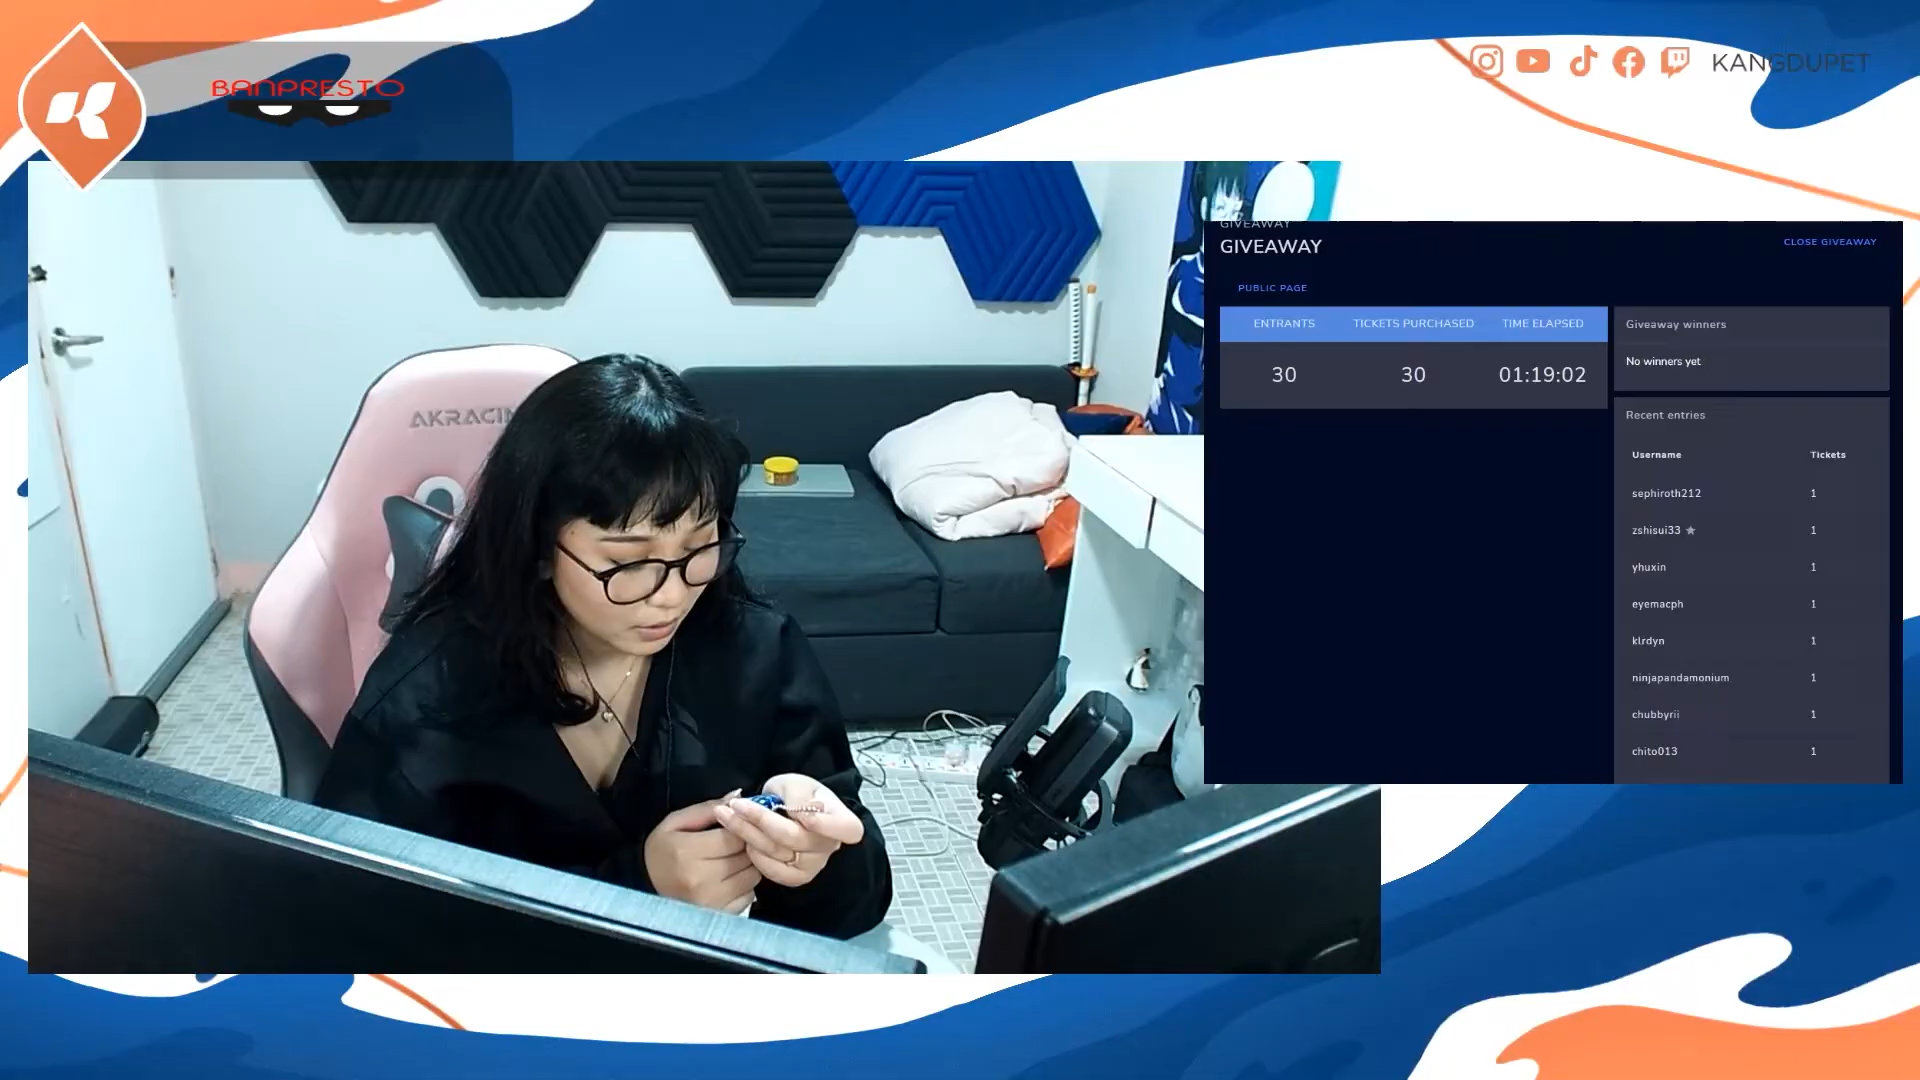 BANPRESTO
KANGDUPET
AKRACIN
GIVEAWAY
GIVEAWAY
CLOSE GIVEAWAY
PUBLIC PAGE
ENTRANTS TICKETS PURCHASED TIME ELAPSED
30 30 01:19:02
Giveaway winners
No winners yet
Recent entries
Username Tickets
sephiroth212 1
zshisui33 1
yhuxin 1
eyemacph 1
klrdyn 1
ninjapandamonium 1
chubbyrii 1
chito013 1